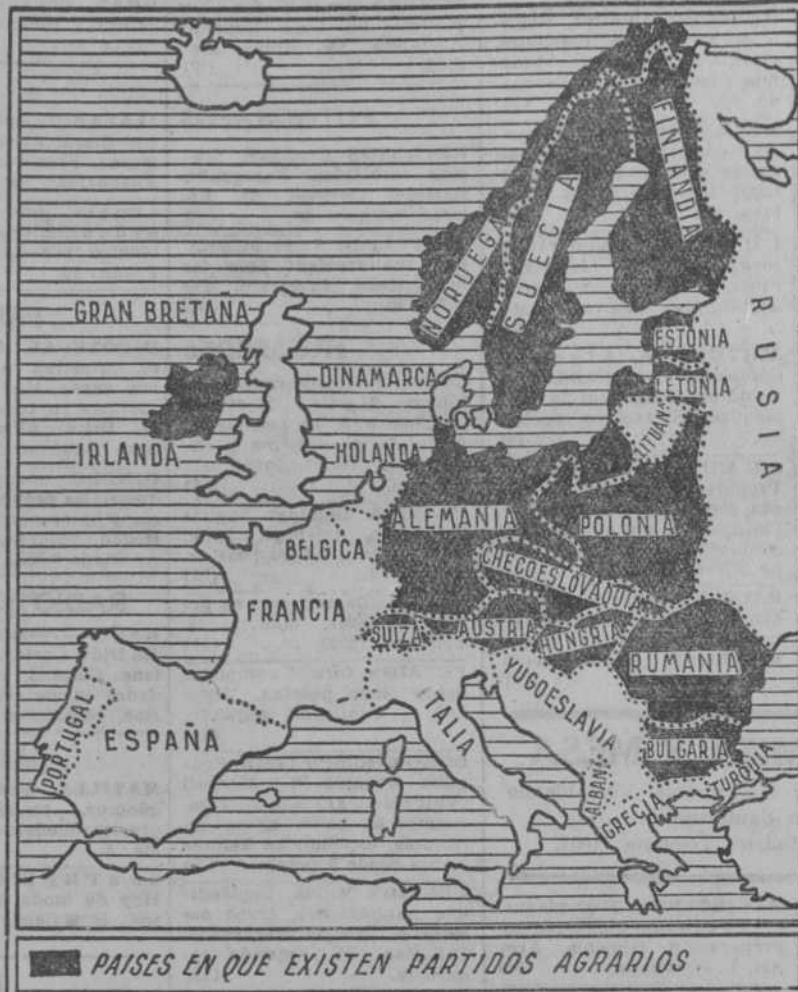 NORUEGA
SUECIA
FINLANDIA
RUSIA
GRAN BRETAÑA
ESTONIA
DINAMARCA
LETONIA
LITUAN
IRLANDA
HOLANDA
ALEMANIA
POLONIA
BELGICA
CHECOESLOVAQUIA
FRANCIA
SUIZA
AUSTRIA
HUNGRIA
RUMANIA
YUGOESLAVIA
ITALIA
PORTUGAL
ESPAÑA
BULGARIA
ALBANIA
GRECIA
TURQUIA
PAISES EN QUE EXISTEN PARTIDOS AGRARIOS.